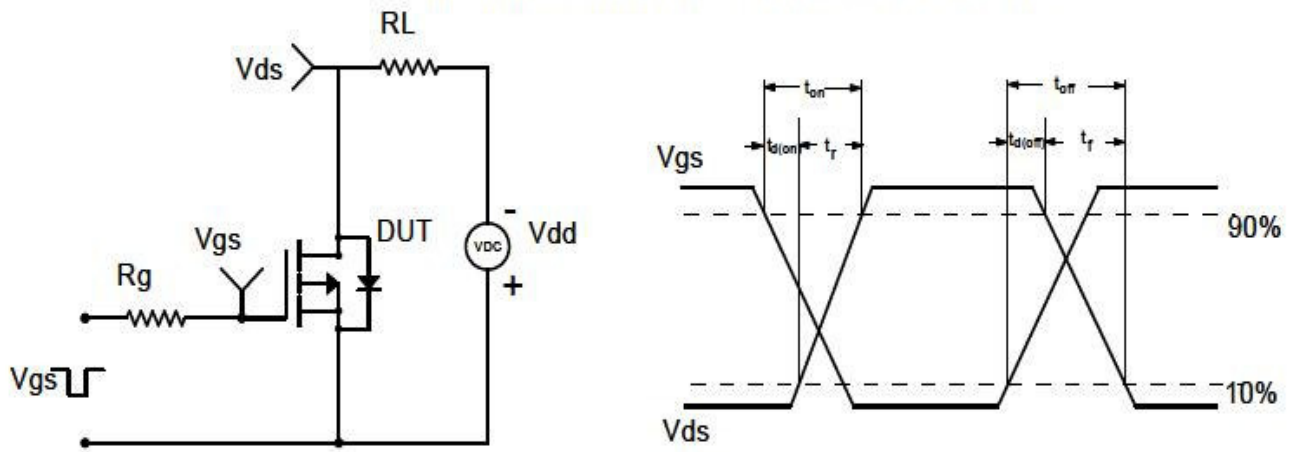 RL
Vds
Vgs
DUT
VDC
-
Vdd
+
Rg
Vgs
ton
toff
td(on)
tr
td(off)
tf
Vgs
90%
10%
Vds